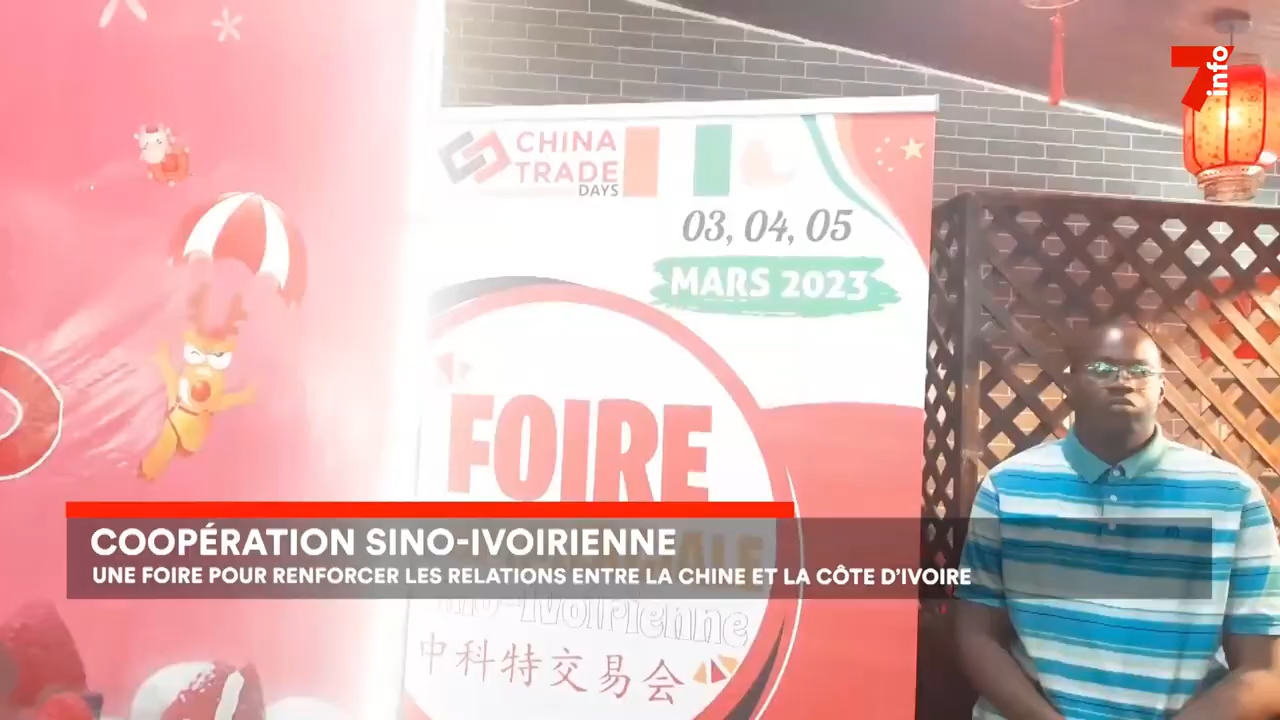 7info
CHINA
TRADE
DAYS
03, 04, 05
MARS 2023
FOIRE
COOPÉRATION SINO-IVOIRIENNE
UNE FOIRE POUR RENFORCER LES RELATIONS ENTRE LA CHINE ET LA CÔTE D'IVOIRE
Ivoirienne
中科特交易会